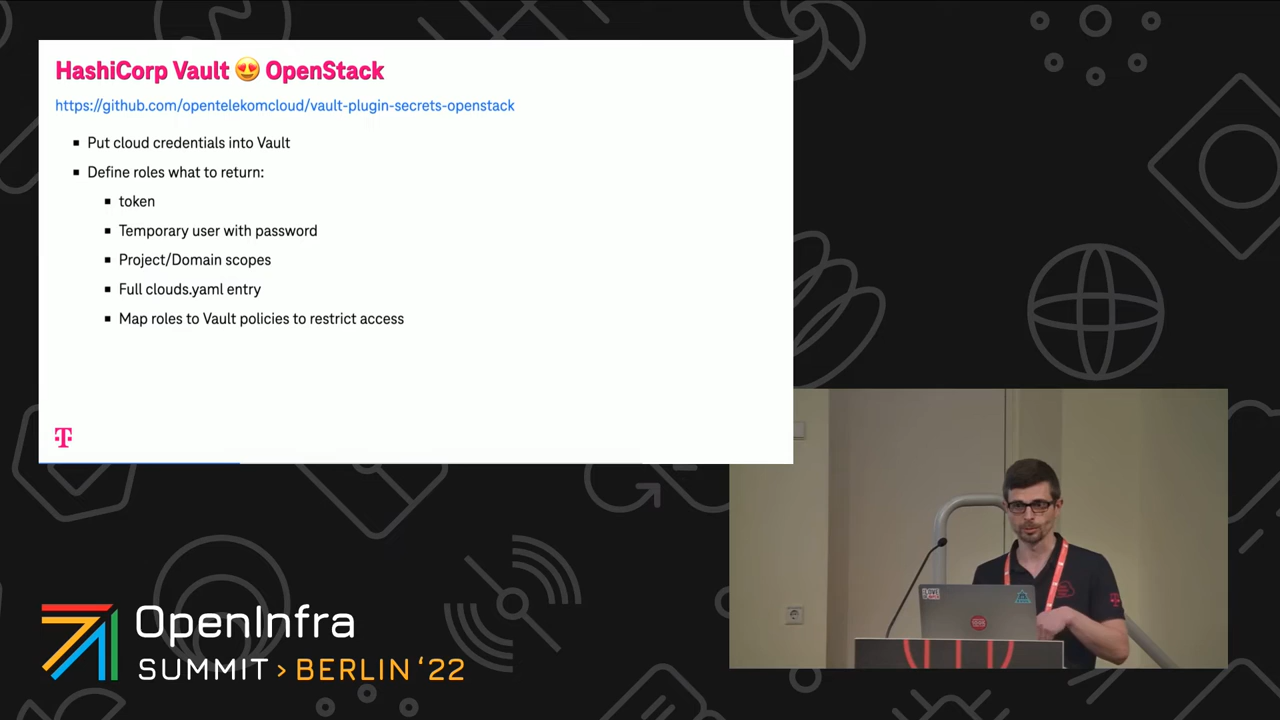 HashiCorp Vault 😍 OpenStack
https://github.com/opentelekomcloud/vault-plugin-secrets-openstack
▪ Put cloud credentials into Vault
▪ Define roles what to return:
▪ token
▪ Temporary user with password
▪ Project/Domain scopes
▪ Full clouds.yaml entry
▪ Map roles to Vault policies to restrict access
T
OpenInfra
SUMMIT > BERLIN ‘22